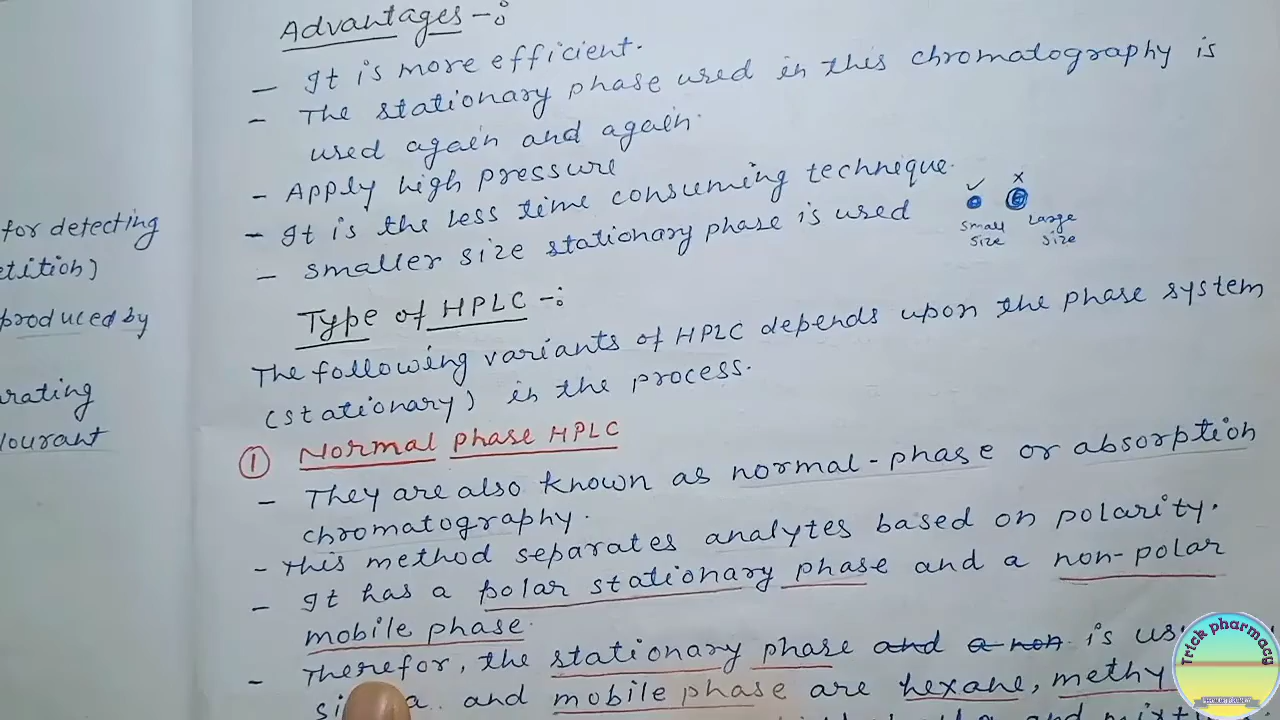 Advantages -:
- It is more efficient.
- The stationary phase used in this chromatography is
used again and again.
- Apply high pressure
- It is the less time consuming technique.
- smaller size stationary phase is used
✓ ×
small size
Large size
Type of HPLC -:
The following variants of HPLC depends upon the phase system
(stationary) in the process.
① Normal phase HPLC
- They are also known as normal-phase or absorption
chromatography.
- This method separates analytes based on polarity.
- It has a polar stationary phase and a non-polar
mobile phase.
- Therefor, the stationary phase and a non is
and mobile phase are hexane,
and
for detecting
produced by
Trick pharmacy